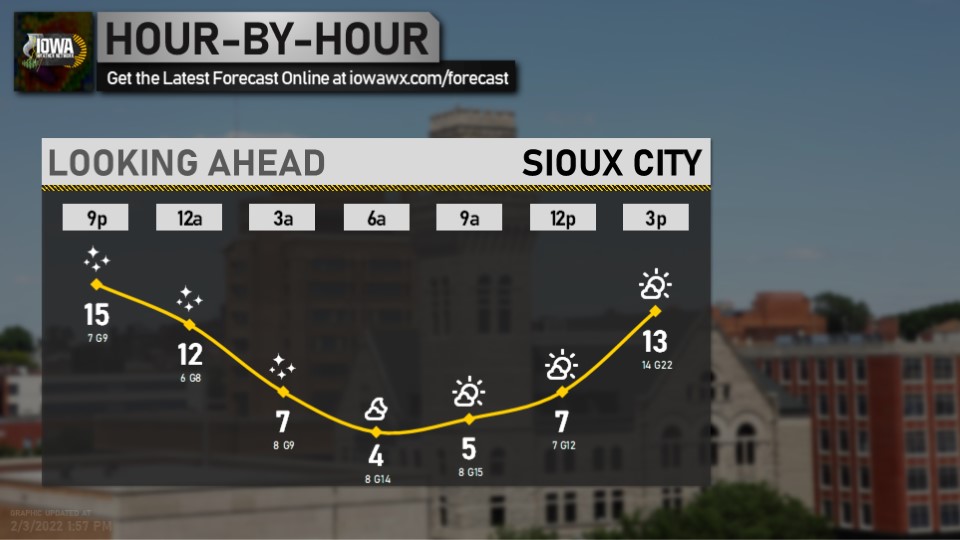 IOWA
HOUR-BY-HOUR
Get the Latest Forecast Online at iowawx.com/forecast
LOOKING AHEAD SIOUX CITY
9p 12a 3a 6a 9a 12p 3p
15 12 7 4 5 7 13
7 G9 6 G8 8 G9 8 G14 8 G15 7 G12 14 G22
GRAPHIC UPDATED AT
2/3/2022 1:57 PM